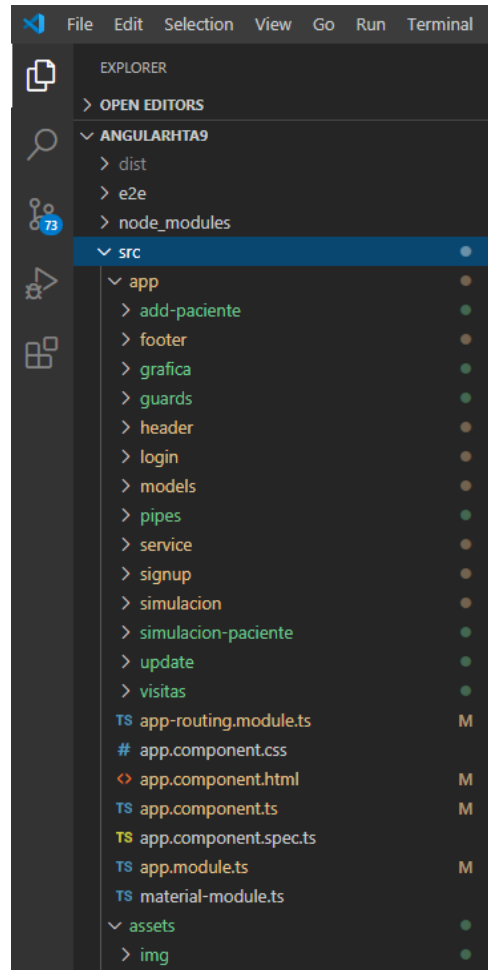 File Edit Selection View Go Run Terminal
EXPLORER
> OPEN EDITORS
ANGULARHTA9
> dist
> e2e
> node_modules
src
app
> add-paciente
> footer
> grafica
> guards
> header
> login
> models
> pipes
> service
> signup
> simulacion
> simulacion-paciente
> update
> visitas
TS app-routing.module.ts M
# app.component.css
<> app.component.html M
TS app.component.ts M
TS app.component.spec.ts
TS app.module.ts M
TS material-module.ts
assets
> img
73